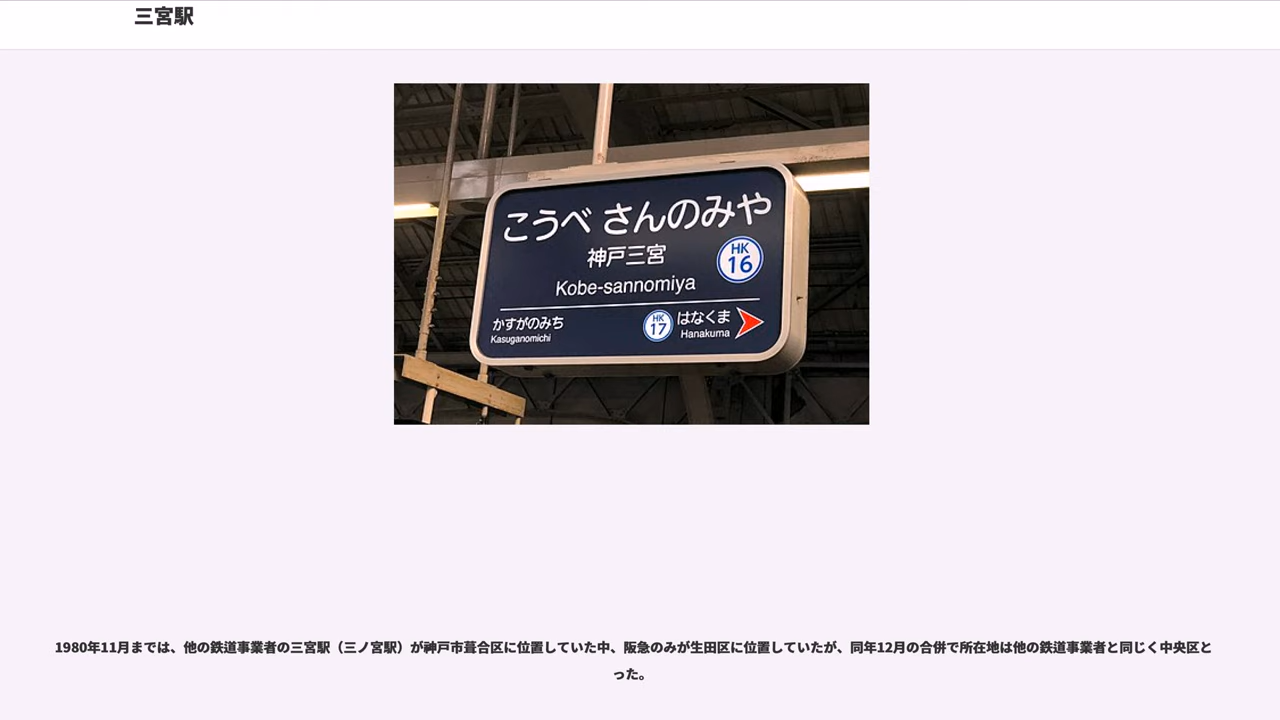 三宮駅
こうべ さんのみや
神戸三宮
HK
16
Kobe-sannomiya
かすがのみち
Kasuganomichi
HK
17
はなくま
Hanakuma
1980年11月までは、他の鉄道事業者の三宮駅（三ノ宮駅）が神戸市葺合区に位置していた中、阪急のみが生田区に位置していたが、同年12月の合併で所在地は他の鉄道事業者と同じく中央区と
った。